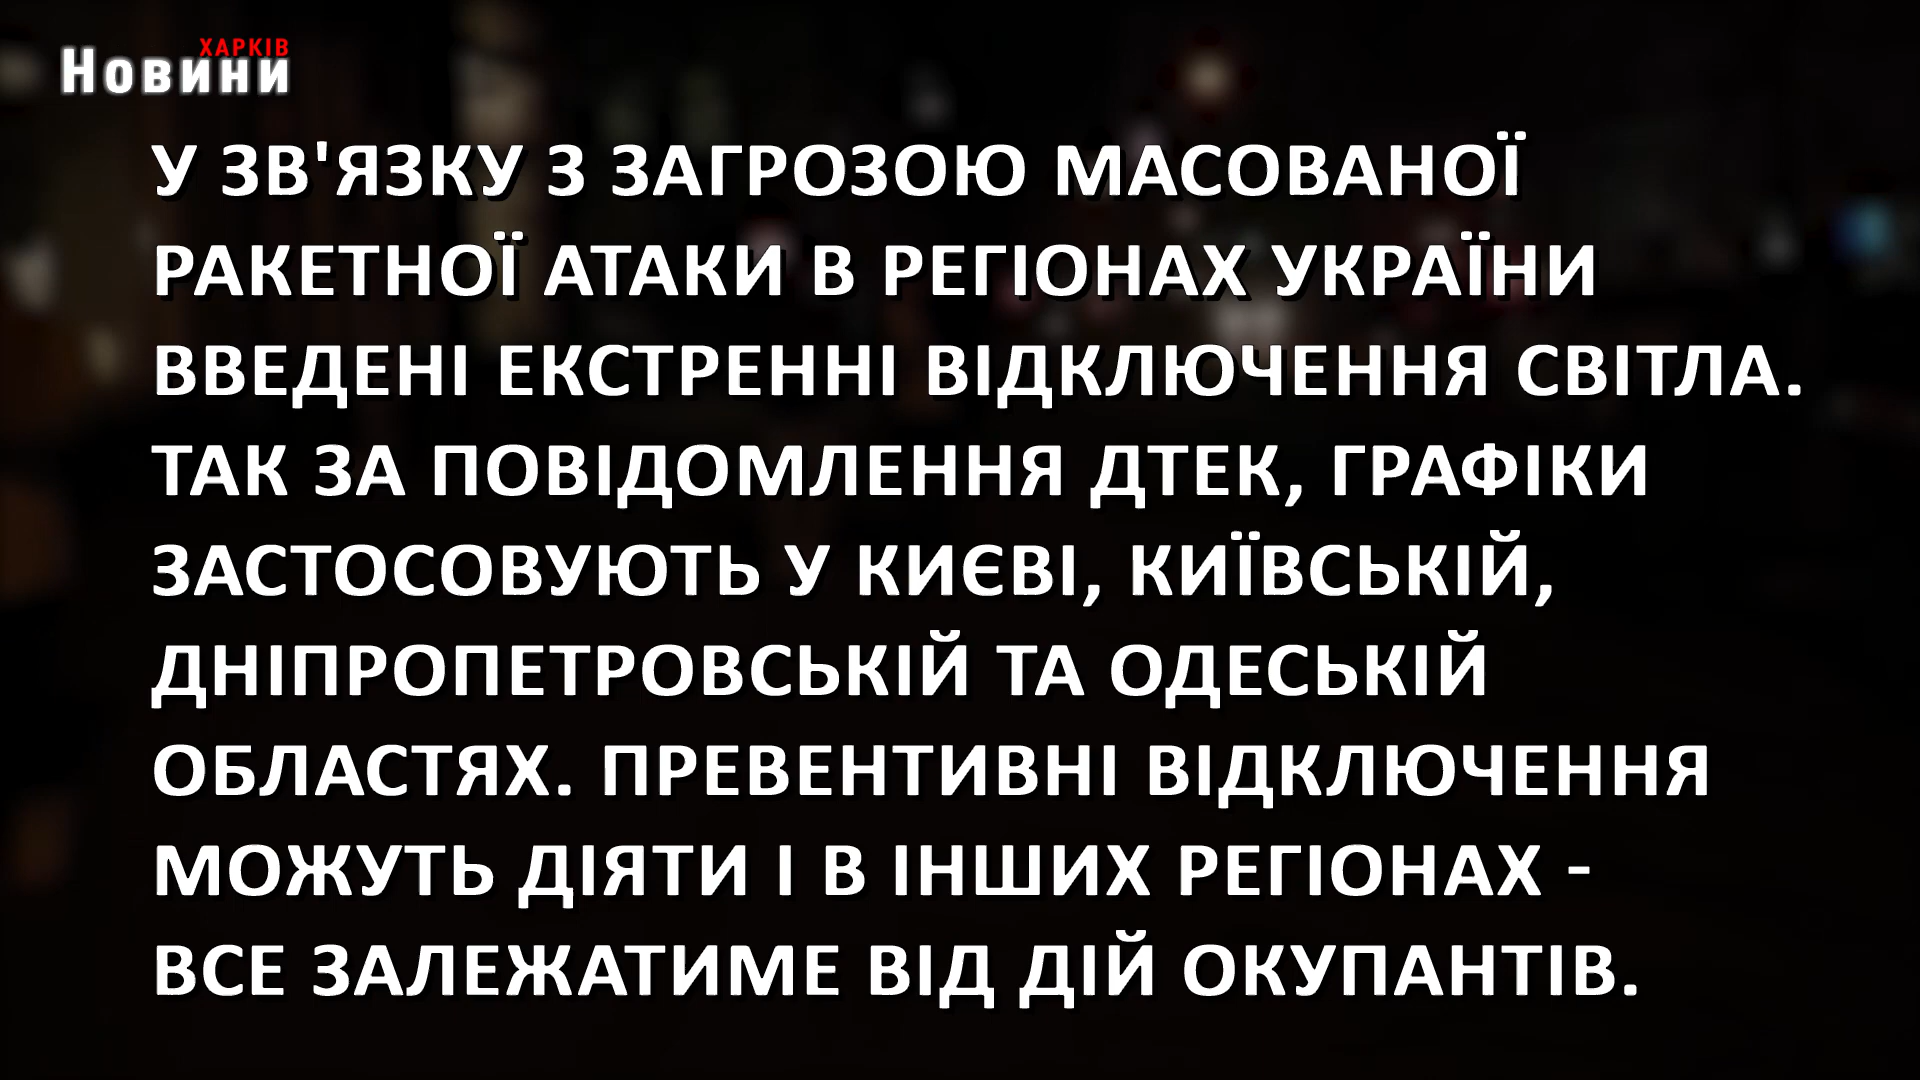 ХАРКІВ
Новини
У ЗВ'ЯЗКУ З ЗАГРОЗОЮ МАСОВАНОЇ
РАКЕТНОЇ АТАКИ В РЕГІОНАХ УКРАЇНИ
ВВЕДЕНІ ЕКСТРЕННІ ВІДКЛЮЧЕННЯ СВІТЛА.
ТАК ЗА ПОВІДОМЛЕННЯ ДТЕК, ГРАФІКИ
ЗАСТОСОВУЮТЬ У КИЄВІ, КИЇВСЬКІЙ,
ДНІПРОПЕТРОВСЬКІЙ ТА ОДЕСЬКІЙ
ОБЛАСТЯХ. ПРЕВЕНТИВНІ ВІДКЛЮЧЕННЯ
МОЖУТЬ ДІЯТИ І В ІНШИХ РЕГІОНАХ -
ВСЕ ЗАЛЕЖАТИМЕ ВІД ДІЙ ОКУПАНТІВ.